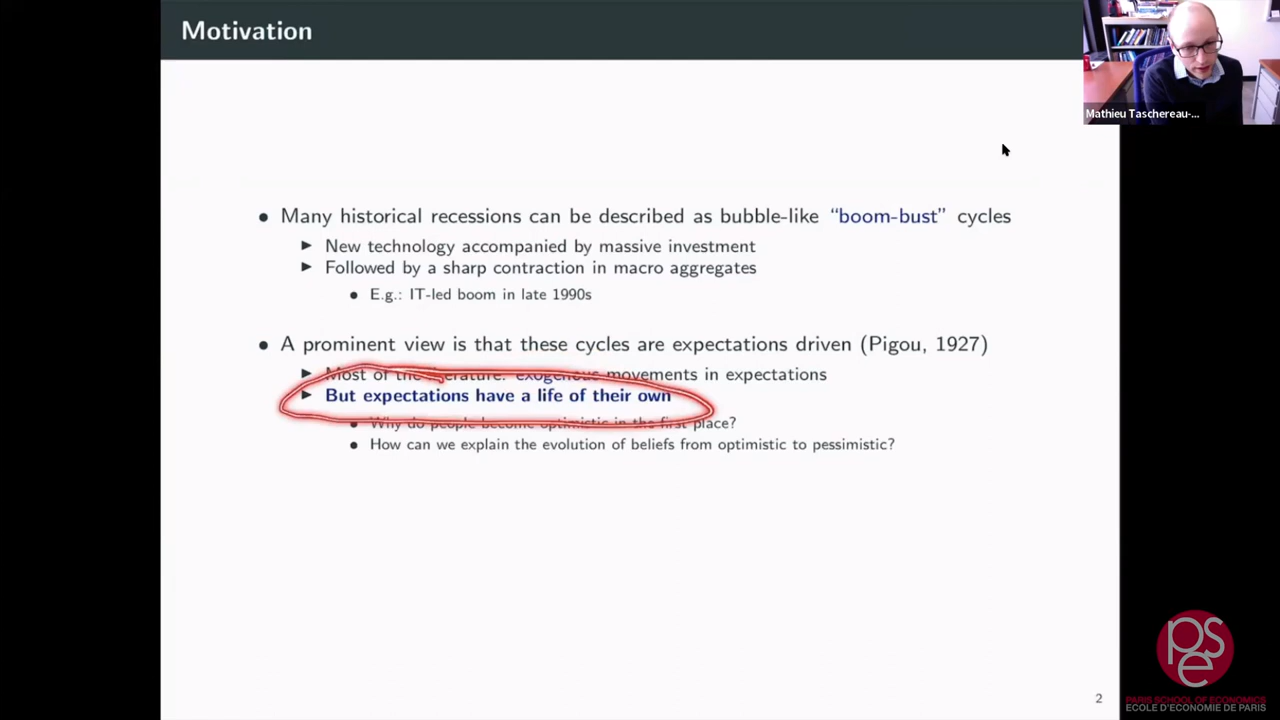 Motivation
Mathieu Taschereau-...
• Many historical recessions can be described as bubble-like “boom-bust” cycles
▶ New technology accompanied by massive investment
▶ Followed by a sharp contraction in macro aggregates
• E.g.: IT-led boom in late 1990s
• A prominent view is that these cycles are expectations driven (Pigou, 1927)
▶ Most of the literature: exogenous movements in expectations
▶ But expectations have a life of their own
• Why do people become optimistic in the first place?
• How can we explain the evolution of beliefs from optimistic to pessimistic?
pse
PARIS SCHOOL OF ECONOMICS
ECOLE D'ECONOMIE DE PARIS
2